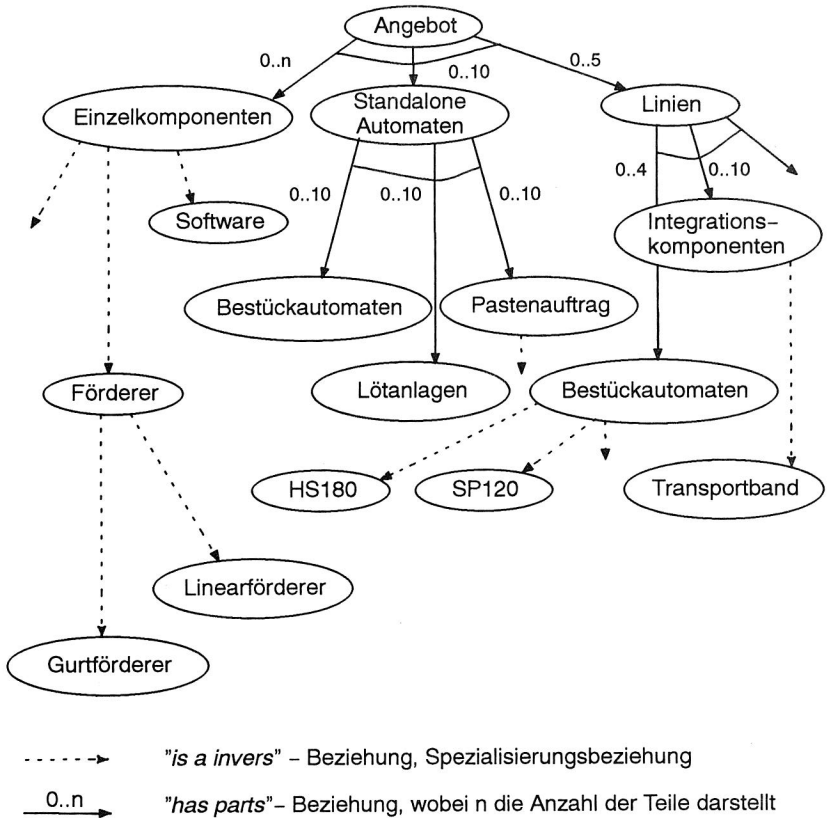 Angebot
0..n
0..10
0..5
Einzelkomponenten
Standalone
Automaten
Linien
0..10
0..10
0..10
0..4
0..10
Software
Integrations–
komponenten
Bestückautomaten
Pastenauftrag
Förderer
Lötanlagen
Bestückautomaten
HS180
SP120
Transportband
Linearförderer
Gurtförderer
"is a invers" – Beziehung, Spezialisierungsbeziehung
0..n
"has parts"– Beziehung, wobei n die Anzahl der Teile darstellt